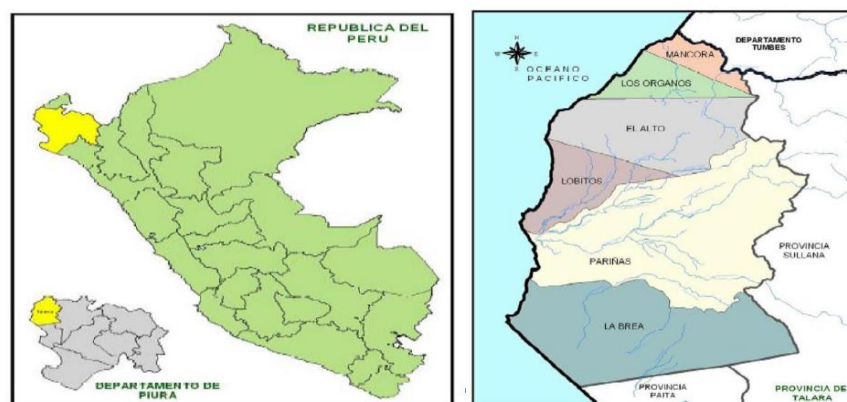 REPUBLICA DEL
PERU
DEPARTAMENTO DE
PIURA
N
W
E
S
OCEANO
PACIFICO
MANCORA
DEPARTAMENTO
TUMBES
LOS ORGANOS
EL ALTO
LOBITOS
PARIÑAS
PROVINCIA
SULLANA
LA BREA
PROVINCIA
PAITA
PROVINCIA DE
TALARA